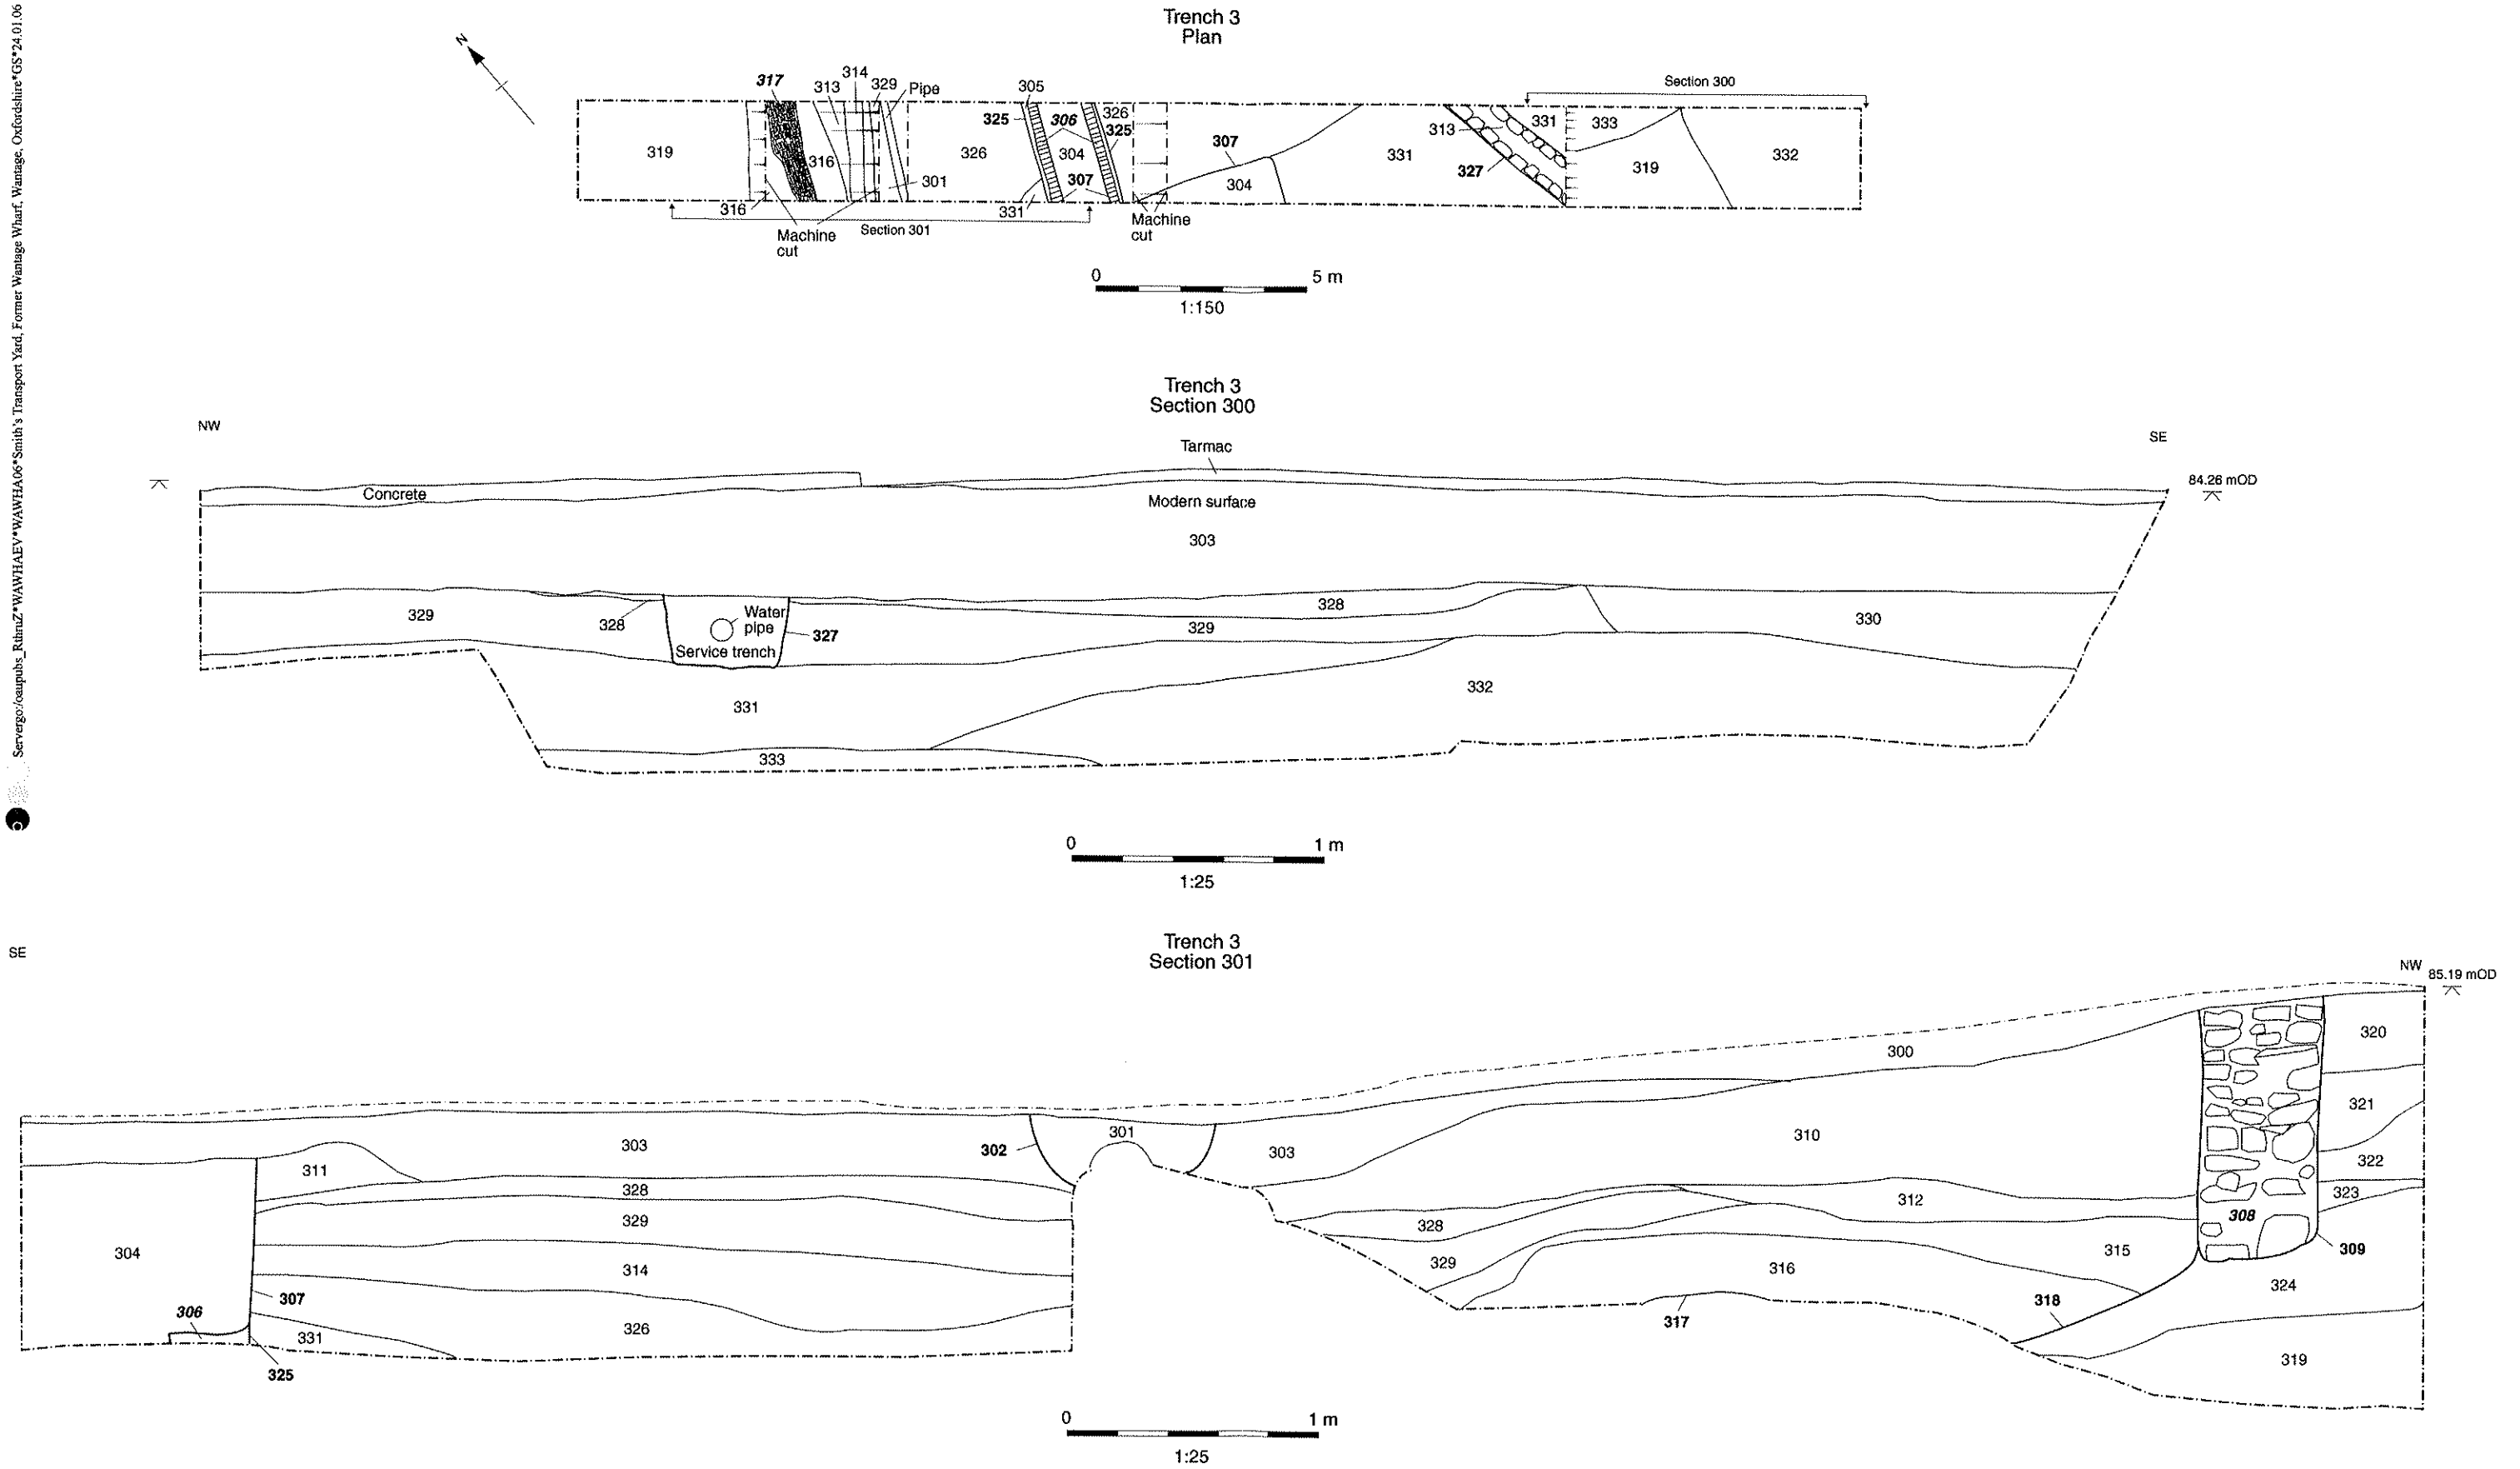 Servergo:/oaupubs_RthruZ*WAWHAEV*WAWHA06*Smith's Transport Yard, Former Wantage Wharf, Wantage, Oxfordshire*GS*24.01.06
Trench 3
Plan
N
317
313
314
329
Pipe
305
325
306
326
325
307
Section 300
331
333
313
319
316
326
304
331
319
332
301
307
304
327
316
331
Machine
cut
Section 301
Machine
cut
0 5 m
1:150
Trench 3
Section 300
NW
SE
Tarmac
84.26 mOD
Concrete
Modern surface
303
329
328
Water
pipe
327
Service trench
328
329
330
331
332
333
0 1 m
1:25
Trench 3
Section 301
SE
NW
85.19 mOD
300
320
301
302
303
303
310
321
311
322
328
312
323
329
328
308
304
329
315
309
314
316
324
307
318
306
317
331
326
319
325
0 1 m
1:25